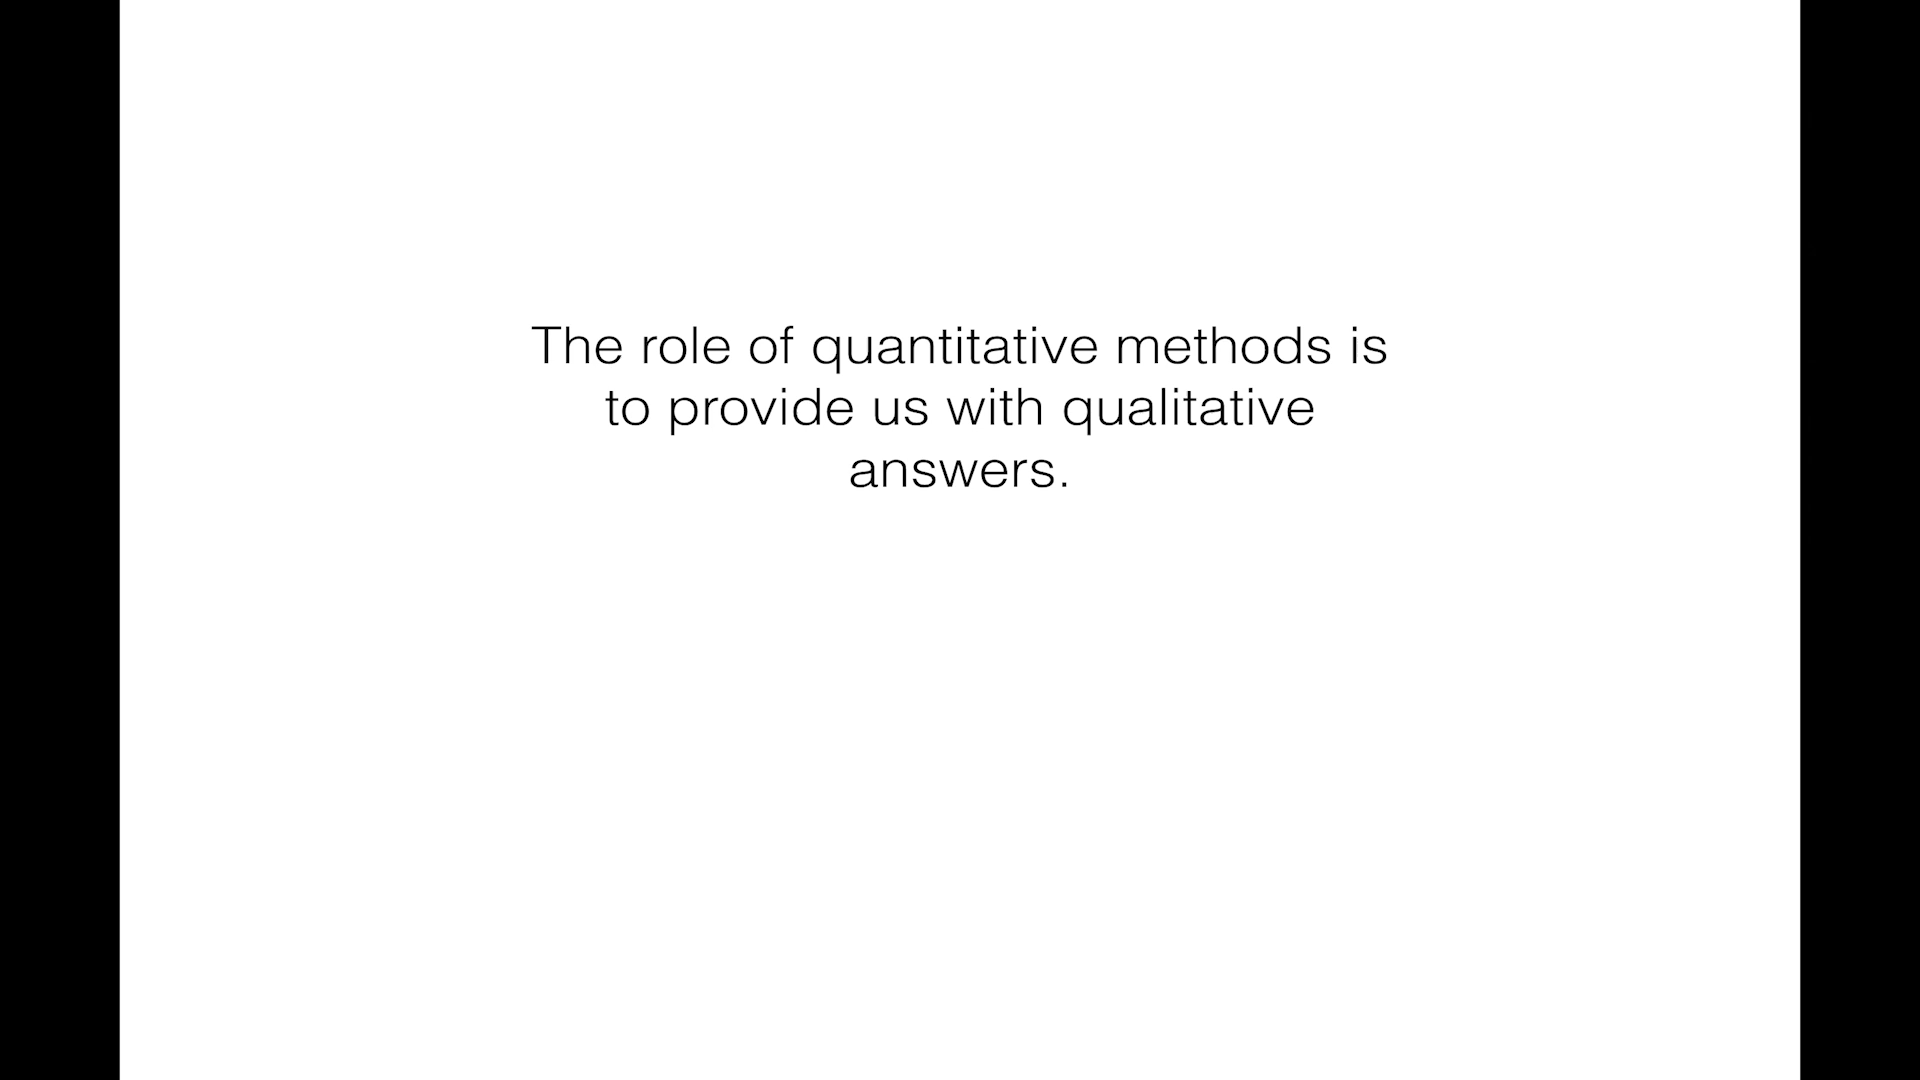 The role of quantitative methods is
to provide us with qualitative
answers.